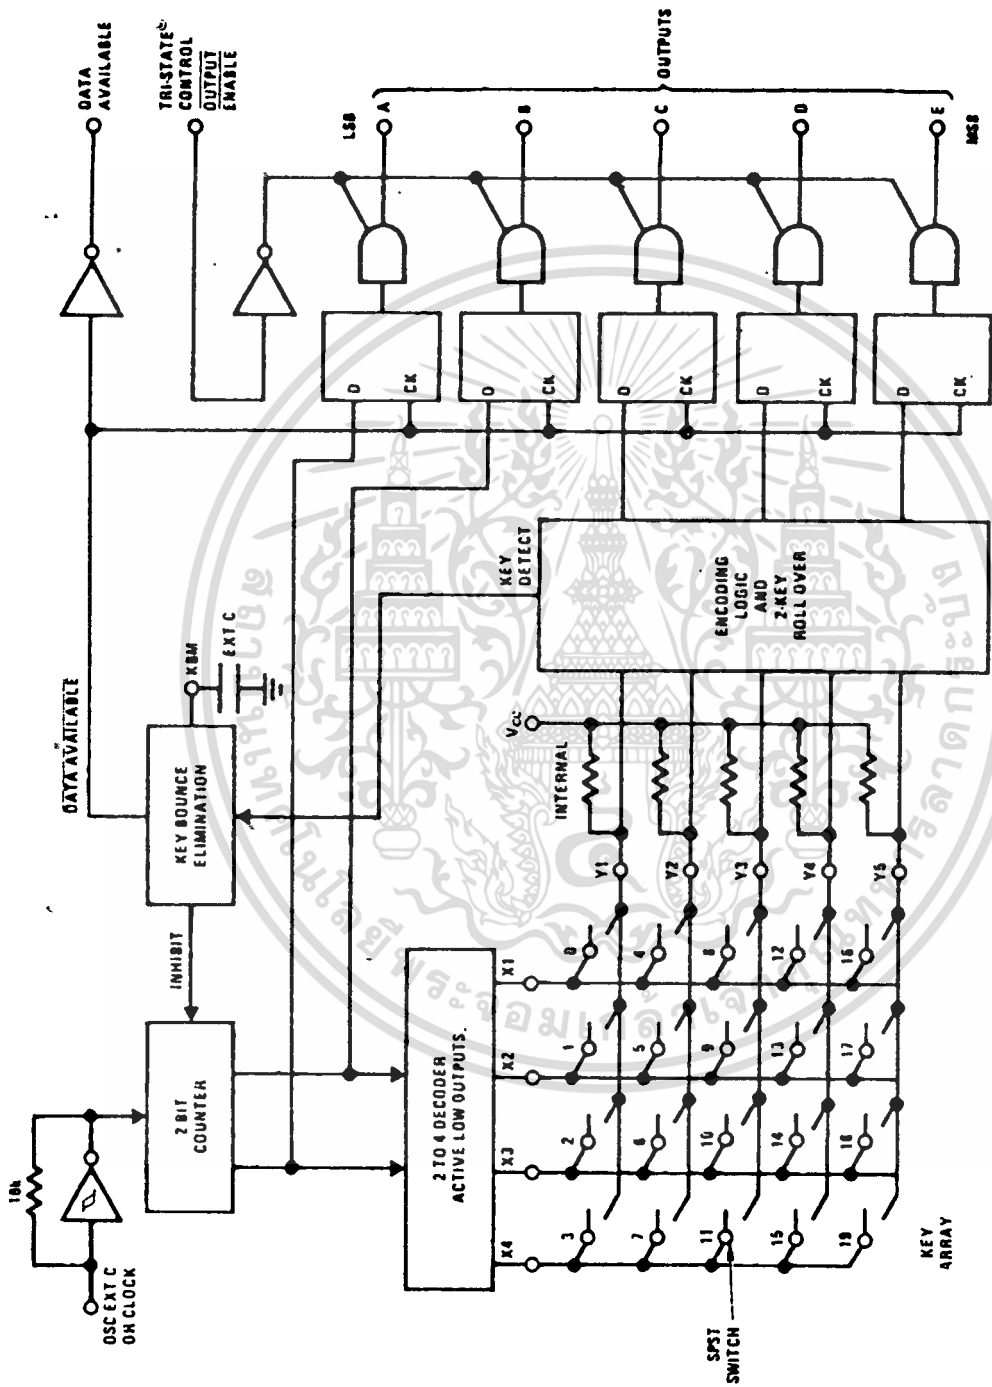 DATA
AVAILABLE
TRI-STATE®
CONTROL
OUTPUT
ENABLE
OUTPUTS
LSB
A
B
C
D
E
MSB
D
CK
D
CK
D
CK
D
CK
D
CK
DATA AVAILABLE
KEY BOUNCE
ELIMINATION
KBM
EXT C
INHIBIT
KEY
DETECT
ENCODING
LOGIC
AND
2-KEY
ROLL OVER
18k
OSC EXT C
OR CLOCK
2 BIT
COUNTER
2 TO 4 DECODER
ACTIVE LOW OUTPUTS.
VCC
INTERNAL
X4
X3
X2
X1
Y1
Y2
Y3
Y4
Y5
3
2
1
0
7
6
5
4
11
10
9
8
15
14
13
12
19
18
17
16
SPST
SWITCH
KEY
ARRAY